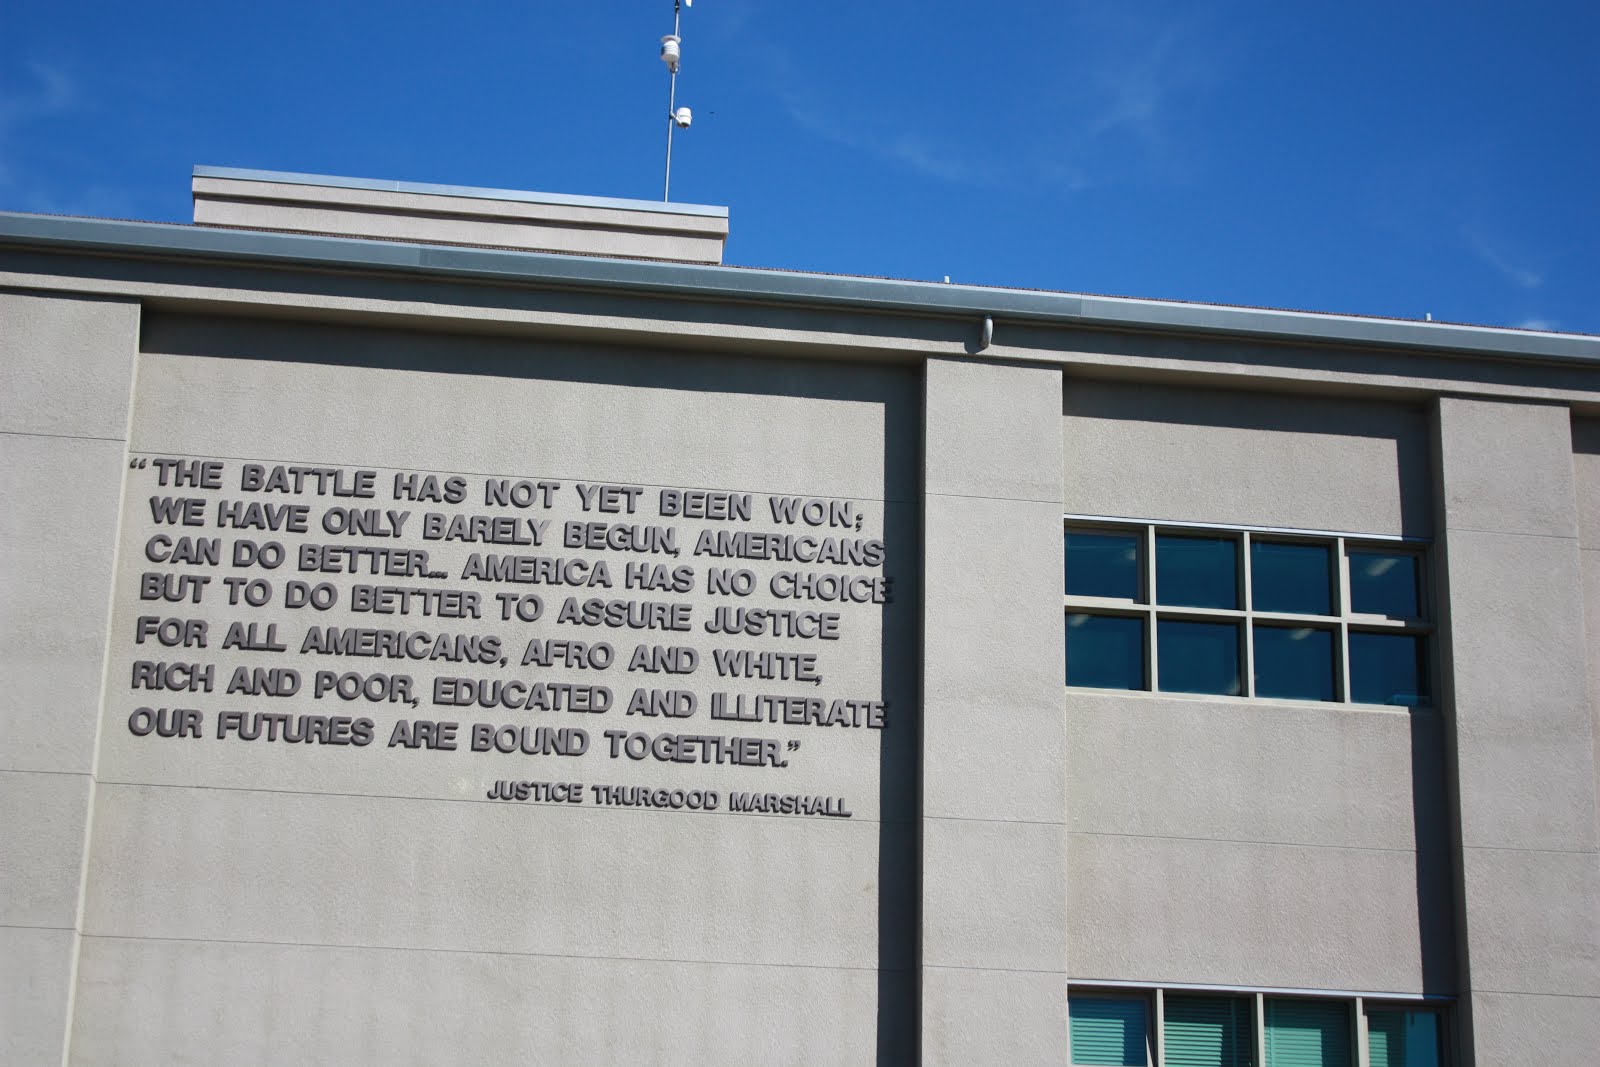 “THE BATTLE HAS NOT YET BEEN WON;
WE HAVE ONLY BARELY BEGUN, AMERICANS
CAN DO BETTER... AMERICA HAS NO CHOICE
BUT TO DO BETTER TO ASSURE JUSTICE
FOR ALL AMERICANS, AFRO AND WHITE,
RICH AND POOR, EDUCATED AND ILLITERATE
OUR FUTURES ARE BOUND TOGETHER.”
JUSTICE THURGOOD MARSHALL